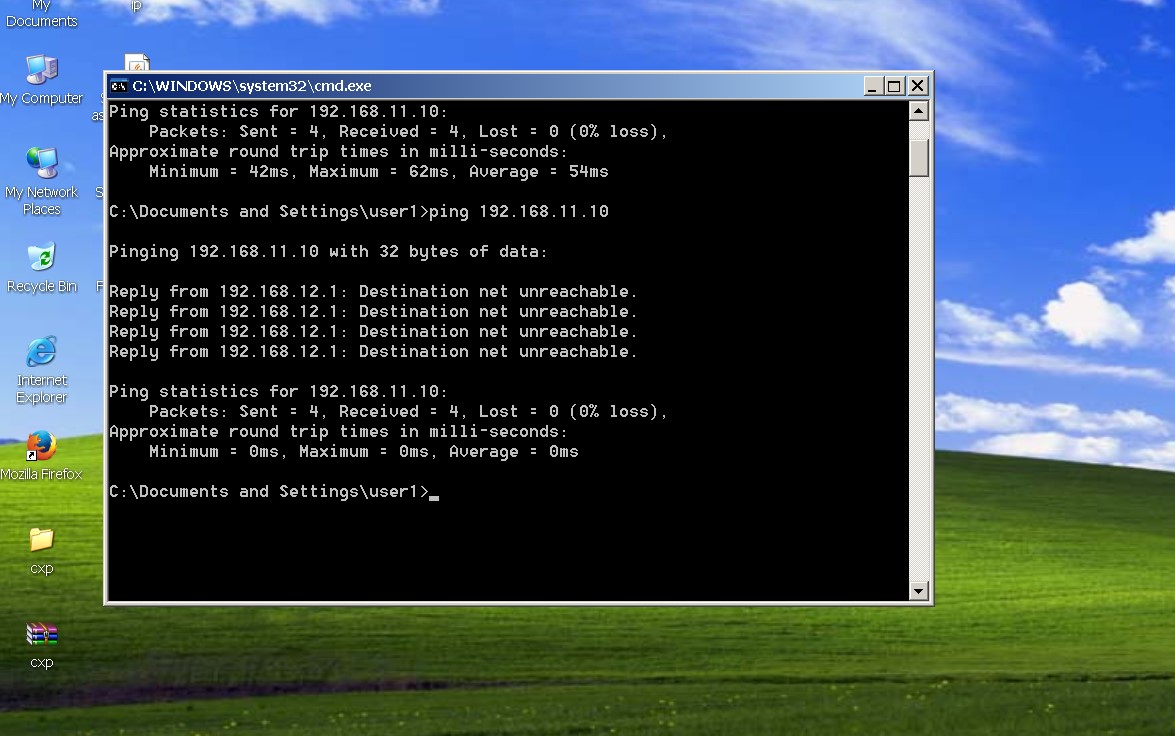 My
Documents
ip
My Computer
My Network
Places
Recycle Bin
Internet
Explorer
Mozilla Firefox
cxp
cxp
C:\WINDOWS\system32\cmd.exe
Ping statistics for 192.168.11.10:
Packets: Sent = 4, Received = 4, Lost = 0 (0% loss),
Approximate round trip times in milli-seconds:
Minimum = 42ms, Maximum = 62ms, Average = 54ms
C:\Documents and Settings\user1>ping 192.168.11.10
Pinging 192.168.11.10 with 32 bytes of data:
Reply from 192.168.12.1: Destination net unreachable.
Reply from 192.168.12.1: Destination net unreachable.
Reply from 192.168.12.1: Destination net unreachable.
Reply from 192.168.12.1: Destination net unreachable.
Ping statistics for 192.168.11.10:
Packets: Sent = 4, Received = 4, Lost = 0 (0% loss),
Approximate round trip times in milli-seconds:
Minimum = 0ms, Maximum = 0ms, Average = 0ms
C:\Documents and Settings\user1>